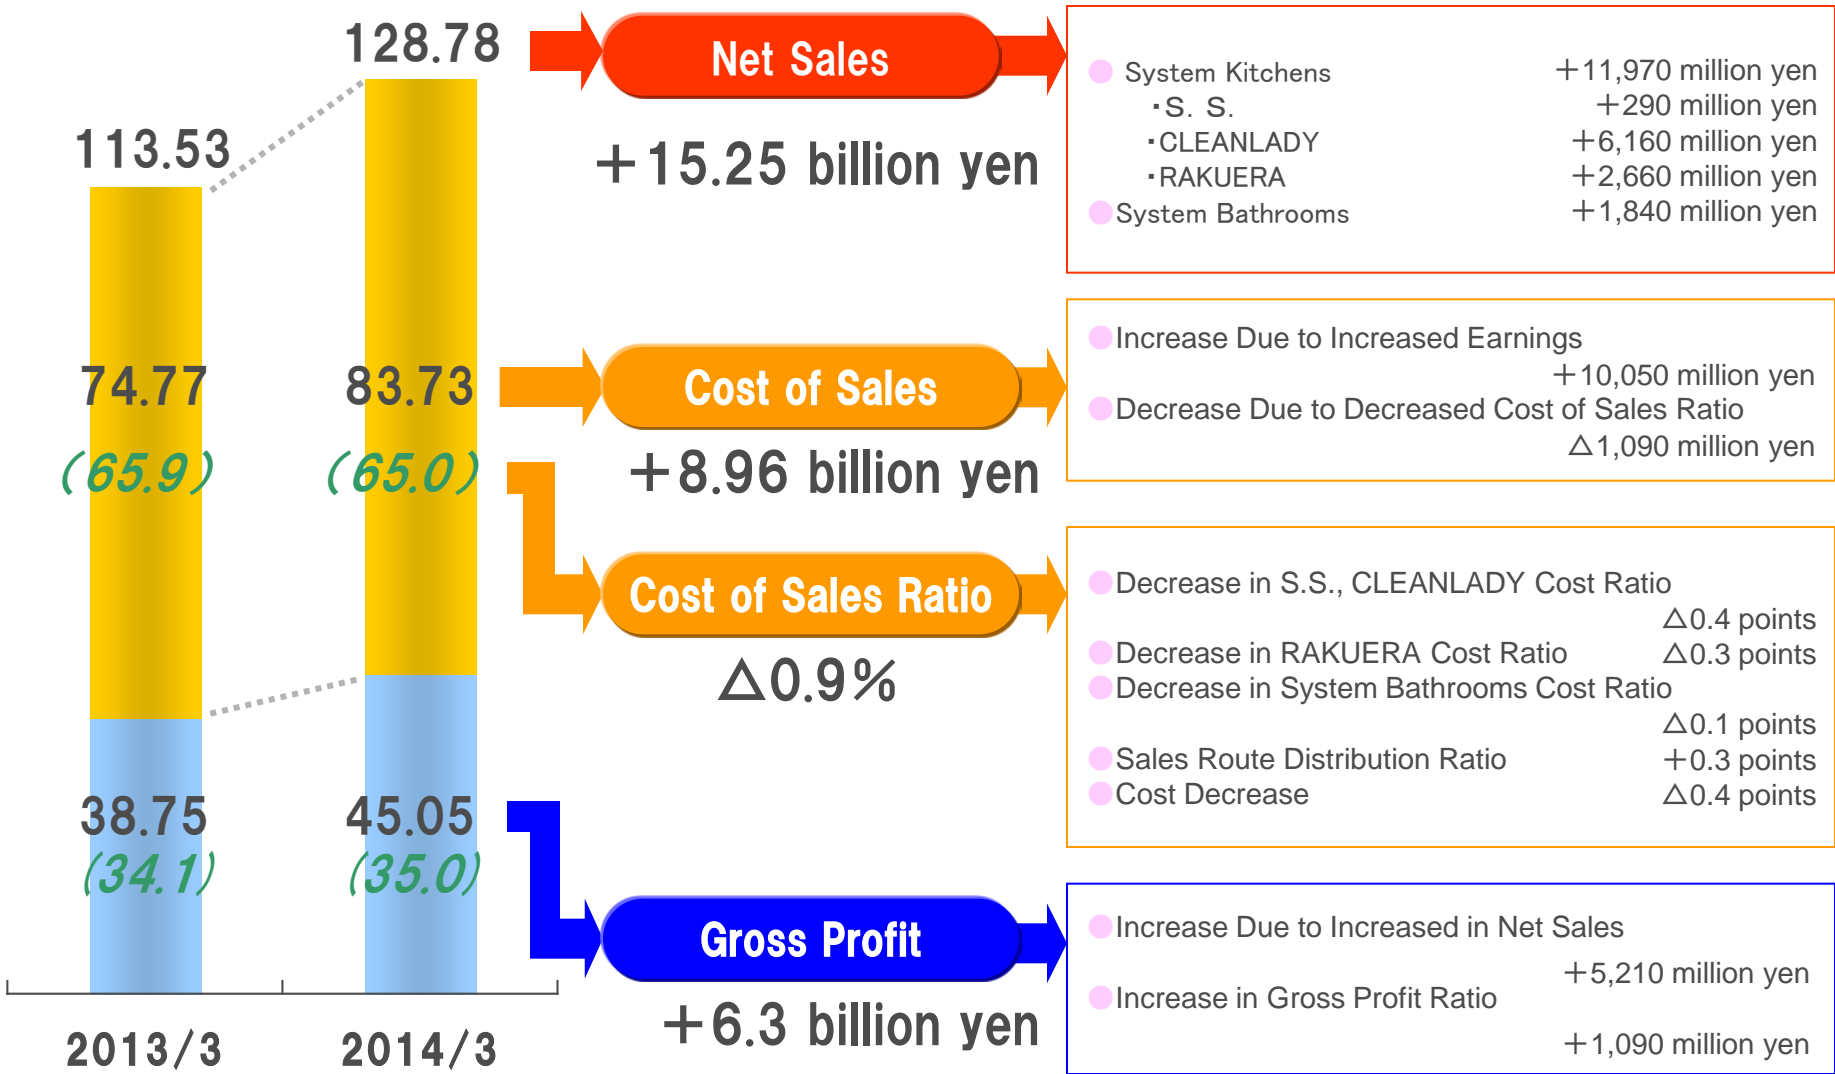 128.78
113.53
74.77
(65.9)
83.73
(65.0)
38.75
(34.1)
45.05
(35.0)
2013/3
2014/3
Net Sales
+15.25 billion yen
●System Kitchens +11,970 million yen
・S. S. +290 million yen
・CLEANLADY +6,160 million yen
・RAKUERA +2,660 million yen
●System Bathrooms +1,840 million yen
Cost of Sales
+8.96 billion yen
●Increase Due to Increased Earnings
+10,050 million yen
●Decrease Due to Decreased Cost of Sales Ratio
△1,090 million yen
Cost of Sales Ratio
△0.9%
●Decrease in S.S., CLEANLADY Cost Ratio
△0.4 points
●Decrease in RAKUERA Cost Ratio △0.3 points
●Decrease in System Bathrooms Cost Ratio
△0.1 points
●Sales Route Distribution Ratio +0.3 points
●Cost Decrease △0.4 points
Gross Profit
+6.3 billion yen
●Increase Due to Increased in Net Sales
+5,210 million yen
●Increase in Gross Profit Ratio
+1,090 million yen